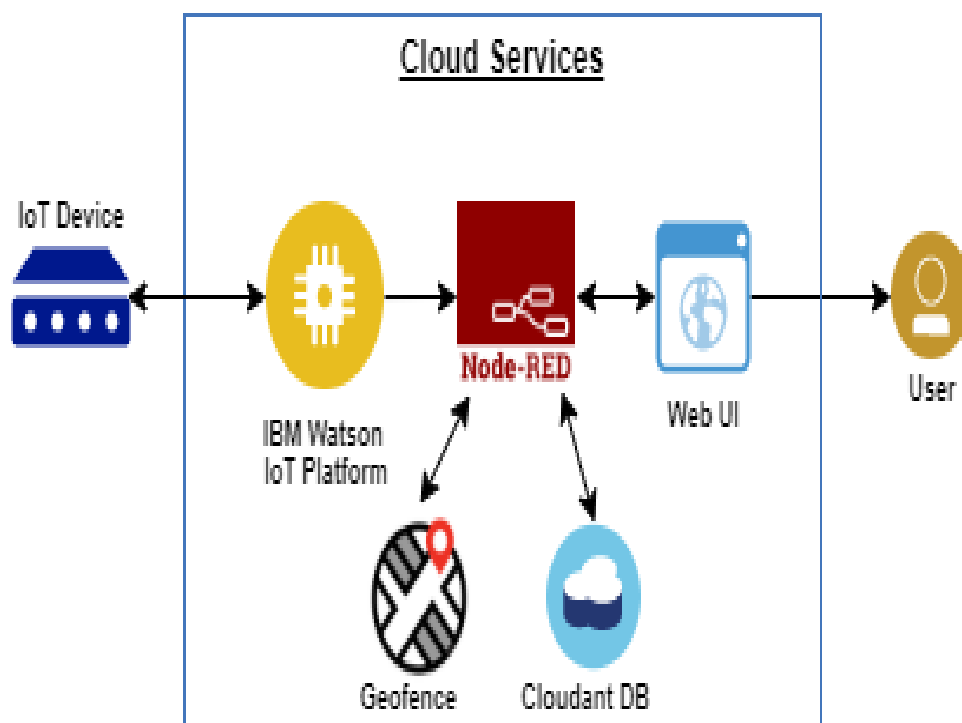 Cloud Services
IoT Device
Node-RED
IBM Watson
IoT Platform
Web UI
User
Geofence
Cloudant DB